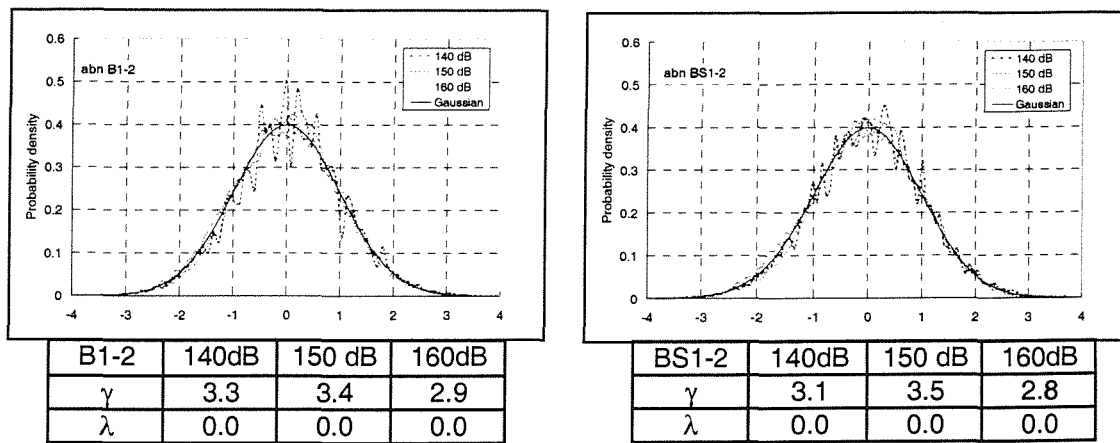 0.6
0.5
0.4
0.3
0.2
0.1
0
Probability density
abn B1-2
140 dB
150 dB
160 dB
Gaussian
-4 -3 -2 -1 0 1 2 3 4
B1-2 140dB 150 dB 160dB
γ 3.3 3.4 2.9
λ 0.0 0.0 0.0
0.6
0.5
0.4
0.3
0.2
0.1
0
Probability density
abn BS1-2
140 dB
150 dB
160 dB
Gaussian
-4 -3 -2 -1 0 1 2 3 4
BS1-2 140dB 150 dB 160dB
γ 3.1 3.5 2.8
λ 0.0 0.0 0.0